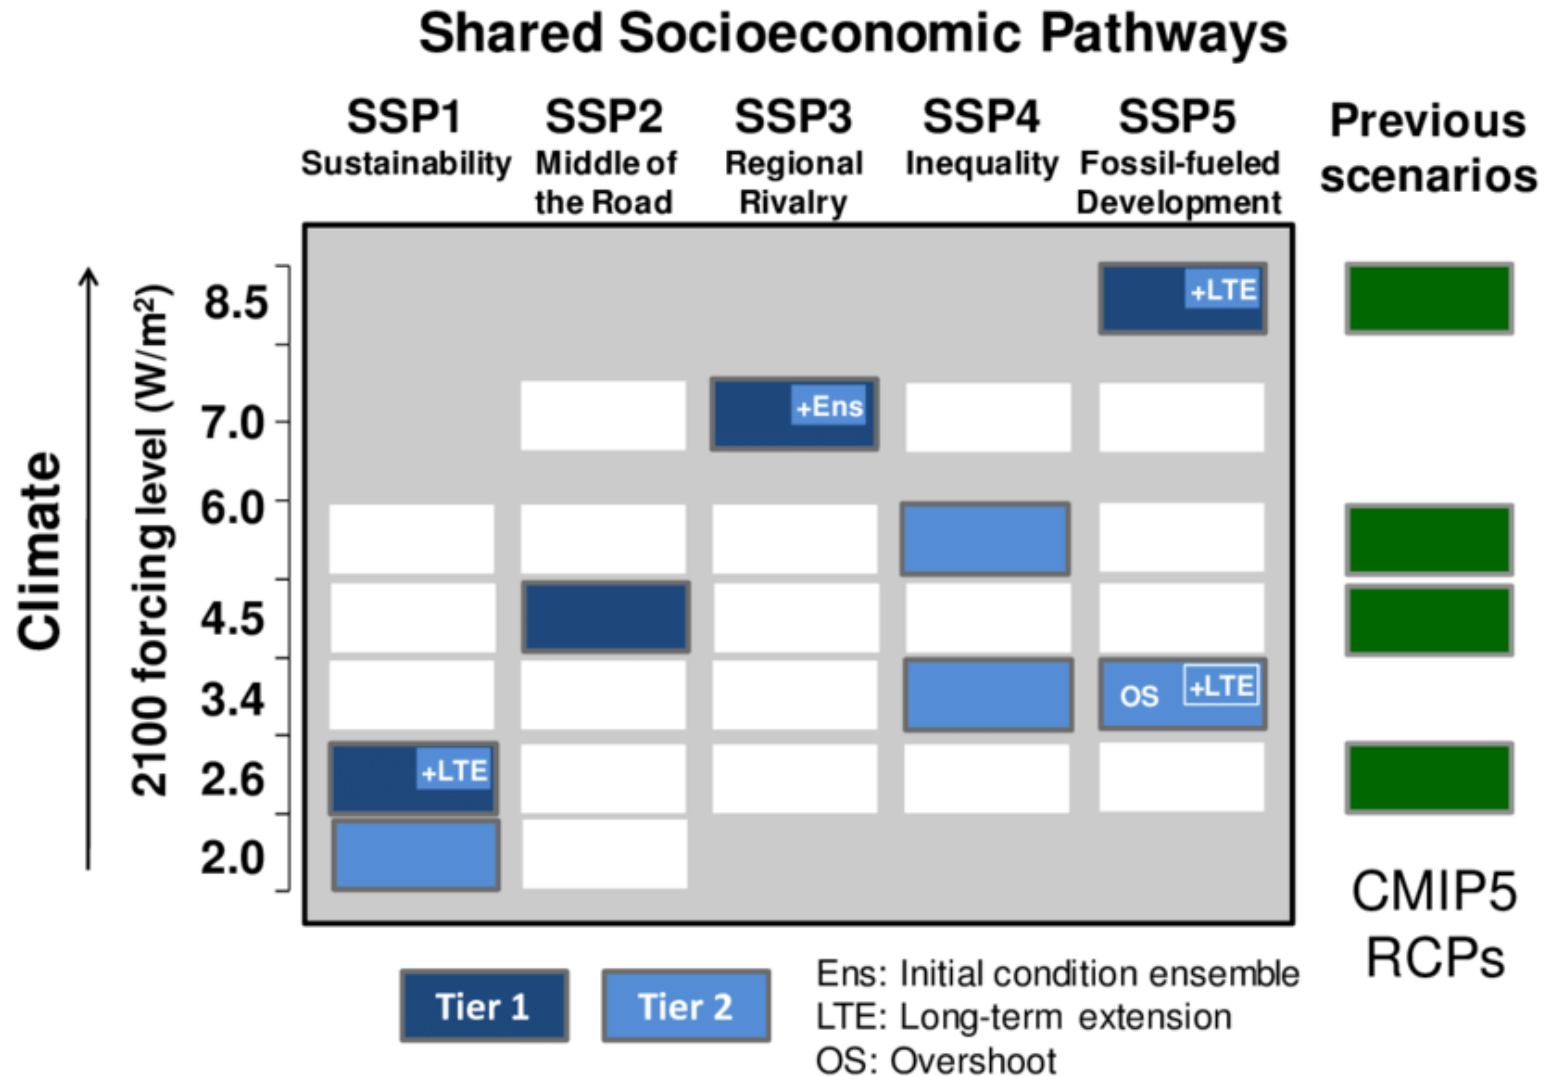 Shared Socioeconomic Pathways
SSP1
Sustainability
SSP2
Middle of
the Road
SSP3
Regional
Rivalry
SSP4
Inequality
SSP5
Fossil-fueled
Development
Previous
scenarios
Climate
2100 forcing level (W/m²)
8.5
+LTE
7.0
+Ens
6.0
4.5
3.4
OS
+LTE
2.6
+LTE
2.0
CMIP5
RCPs
Tier 1
Tier 2
Ens: Initial condition ensemble
LTE: Long-term extension
OS: Overshoot